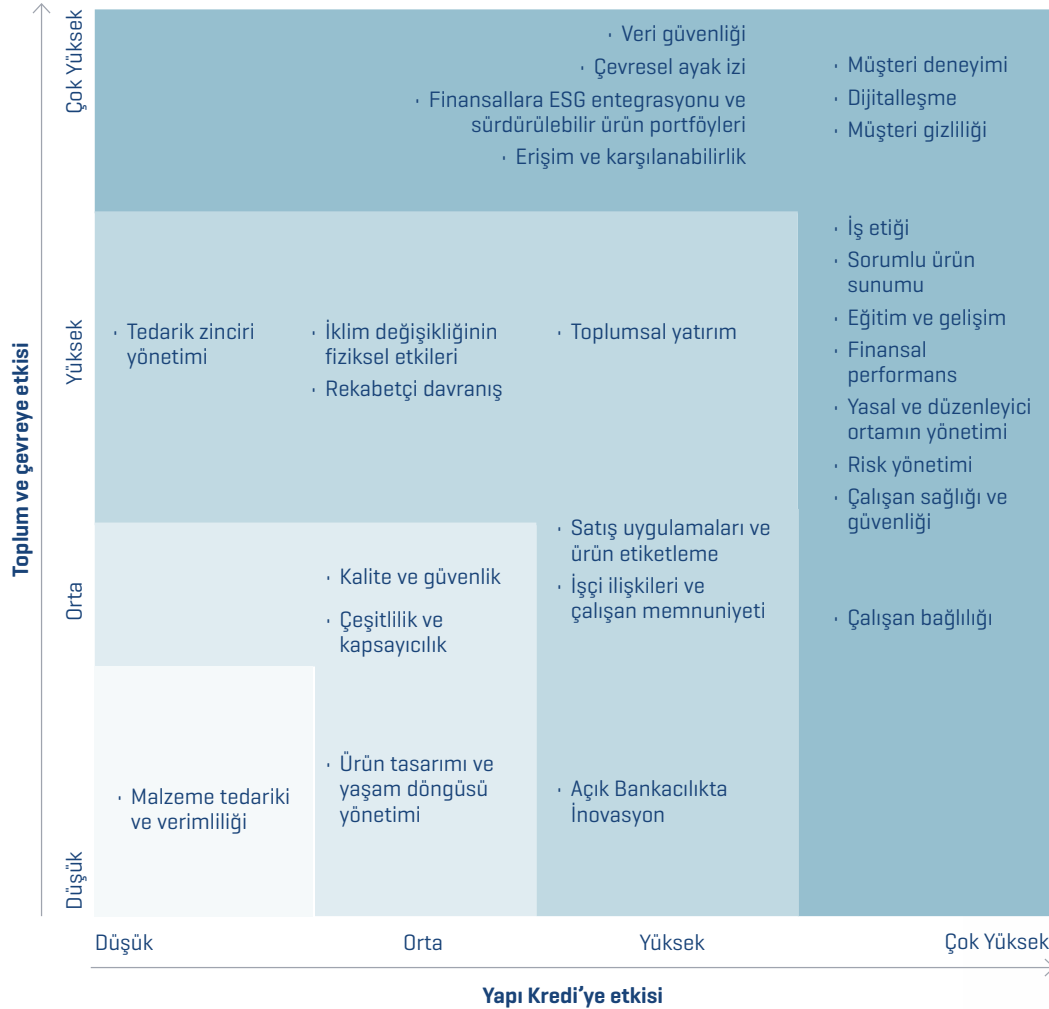 Toplum ve çevreye etkisi
Çok Yüksek
Yüksek
Orta
Düşük
· Veri güvenliği
· Çevresel ayak izi
· Finansallara ESG entegrasyonu ve
sürdürülebilir ürün portföyleri
· Erişim ve karşılanabilirlik
· Müşteri deneyimi
· Dijitalleşme
· Müşteri gizliliği
· Tedarik zinciri
yönetimi
· İklim değişikliğinin
fiziksel etkileri
· Rekabetçi davranış
· Toplumsal yatırım
· İş etiği
· Sorumlu ürün
sunumu
· Eğitim ve gelişim
· Finansal
performans
· Yasal ve düzenleyici
ortamın yönetimi
· Risk yönetimi
· Çalışan sağlığı ve
güvenliği
· Kalite ve güvenlik
· Çeşitlilik ve
kapsayıcılık
· Satış uygulamaları ve
ürün etiketleme
· İşçi ilişkileri ve
çalışan memnuniyeti
· Çalışan bağlılığı
· Malzeme tedariki
ve verimliliği
· Ürün tasarımı ve
yaşam döngüsü
yönetimi
· Açık Bankacılıkta
İnovasyon
Düşük
Orta
Yüksek
Çok Yüksek
Yapı Kredi’ye etkisi